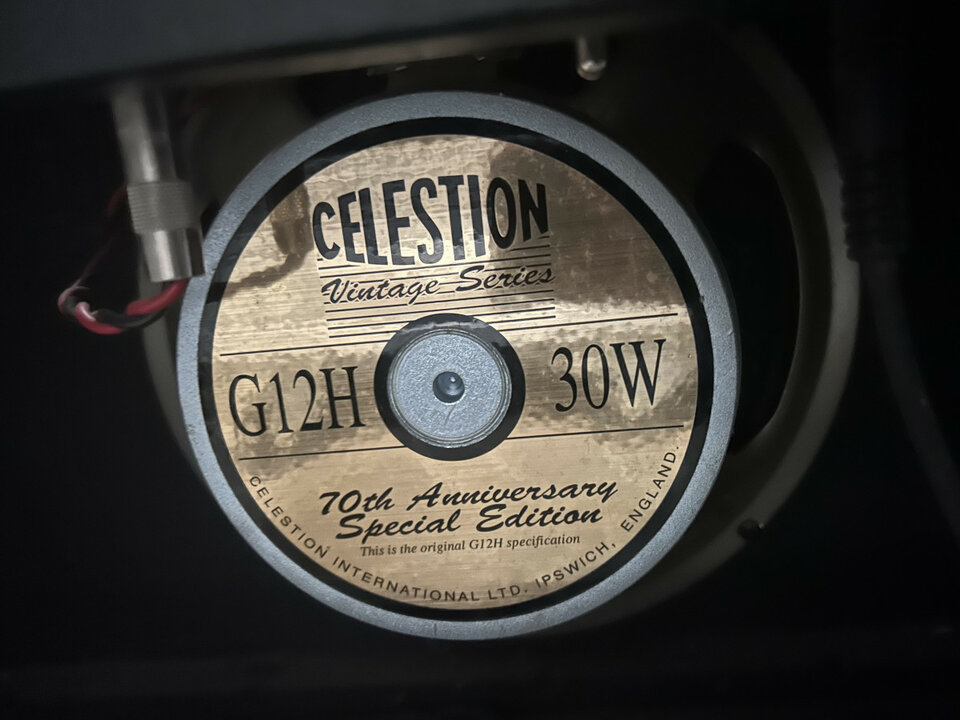 CELESTION
Vintage Series
G12H 30W
70th Anniversary
Special Edition
This is the original G12H specification
CELESTION INTERNATIONAL LTD. IPSWICH, ENGLAND.